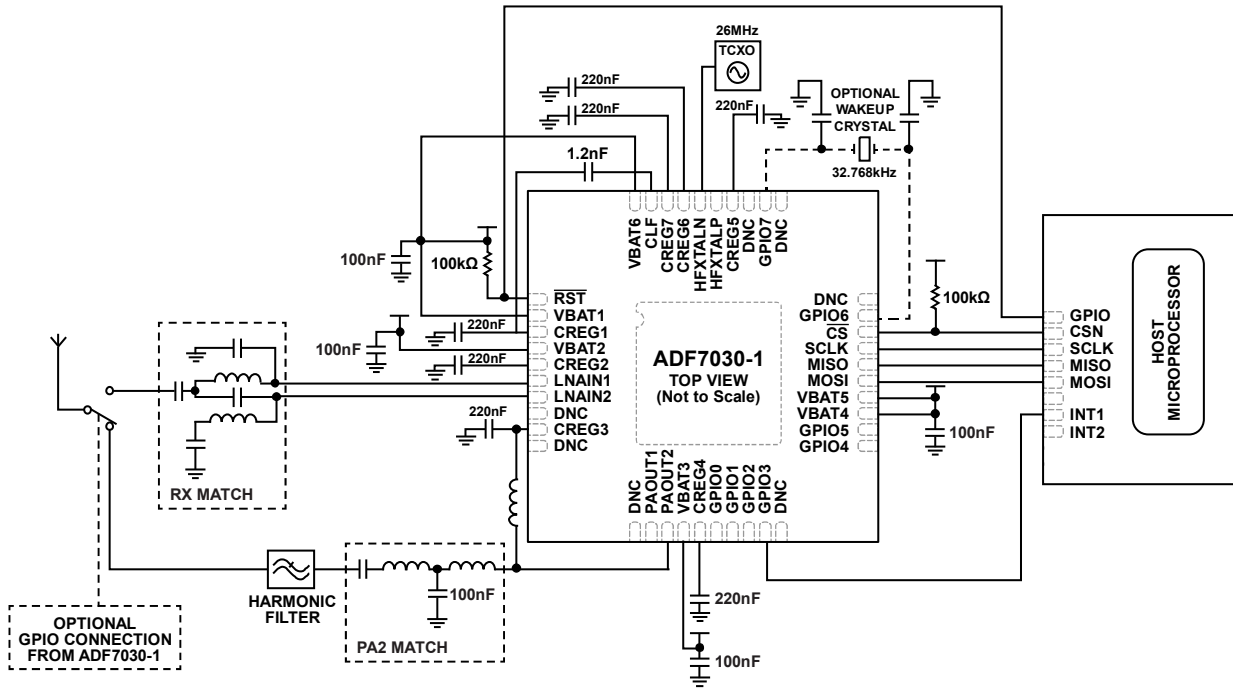 26MHz
TCXO
220nF
220nF
220nF
OPTIONAL
WAKEUP
CRYSTAL
32.768kHz
1.2nF
100nF
100kΩ
VBAT6
CLF
CREG7
CREG6
HFXTALN
HFXTALP
CREG5
DNC
GPIO7
DNC
RST
VBAT1
CREG1
VBAT2
CREG2
LNAIN1
LNAIN2
DNC
CREG3
DNC
220nF
100nF
220nF
220nF
ADF7030-1
TOP VIEW
(Not to Scale)
DNC
GPIO6
CS
SCLK
MISO
MOSI
VBAT5
VBAT4
GPIO5
GPIO4
100kΩ
100nF
GPIO
CSN
SCLK
MISO
MOSI
INT1
INT2
HOST
MICROPROCESSOR
DNC
PAOUT1
PAOUT2
VBAT3
CREG4
GPIO0
GPIO1
GPIO2
GPIO3
DNC
RX MATCH
HARMONIC
FILTER
100nF
PA2 MATCH
220nF
100nF
OPTIONAL
GPIO CONNECTION
FROM ADF7030-1